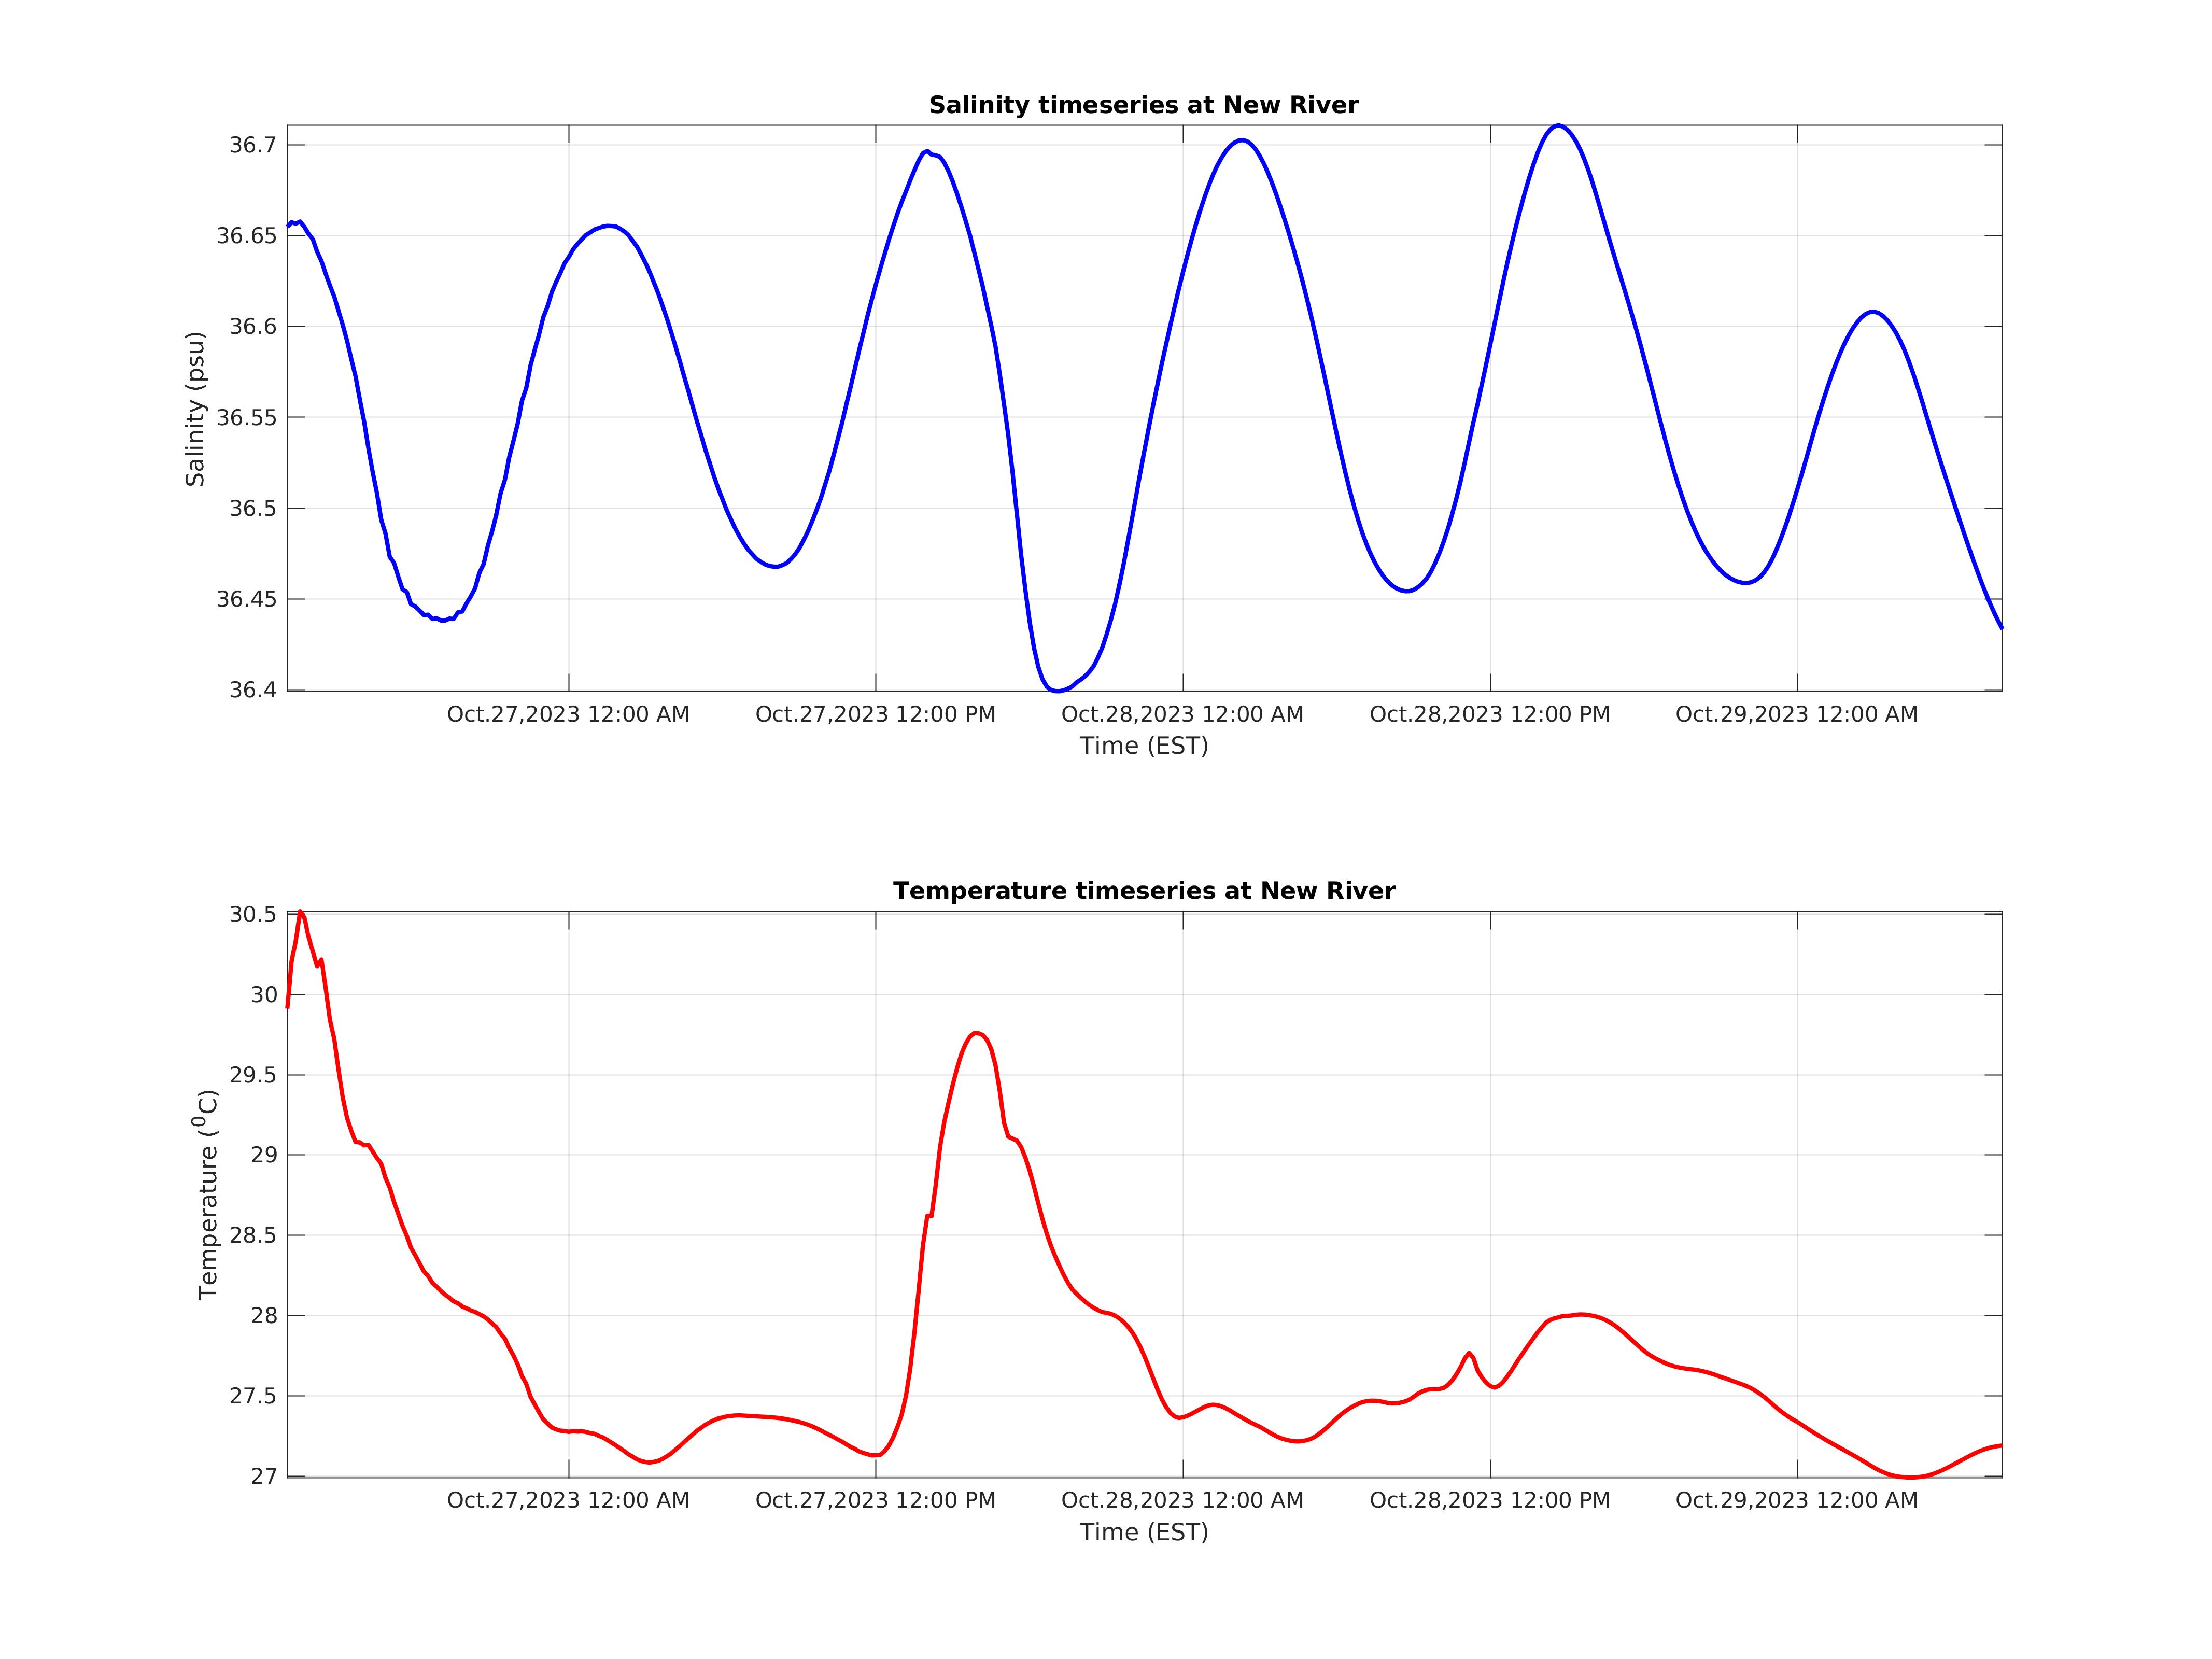 Salinity timeseries at New River
Salinity (psu)
36.7
36.65
36.6
36.55
36.5
36.45
36.4
Oct.27,2023 12:00 AM Oct.27,2023 12:00 PM Oct.28,2023 12:00 AM Oct.28,2023 12:00 PM Oct.29,2023 12:00 AM
Time (EST)
Temperature timeseries at New River
Temperature (⁰C)
30.5
30
29.5
29
28.5
28
27.5
27
Oct.27,2023 12:00 AM Oct.27,2023 12:00 PM Oct.28,2023 12:00 AM Oct.28,2023 12:00 PM Oct.29,2023 12:00 AM
Time (EST)